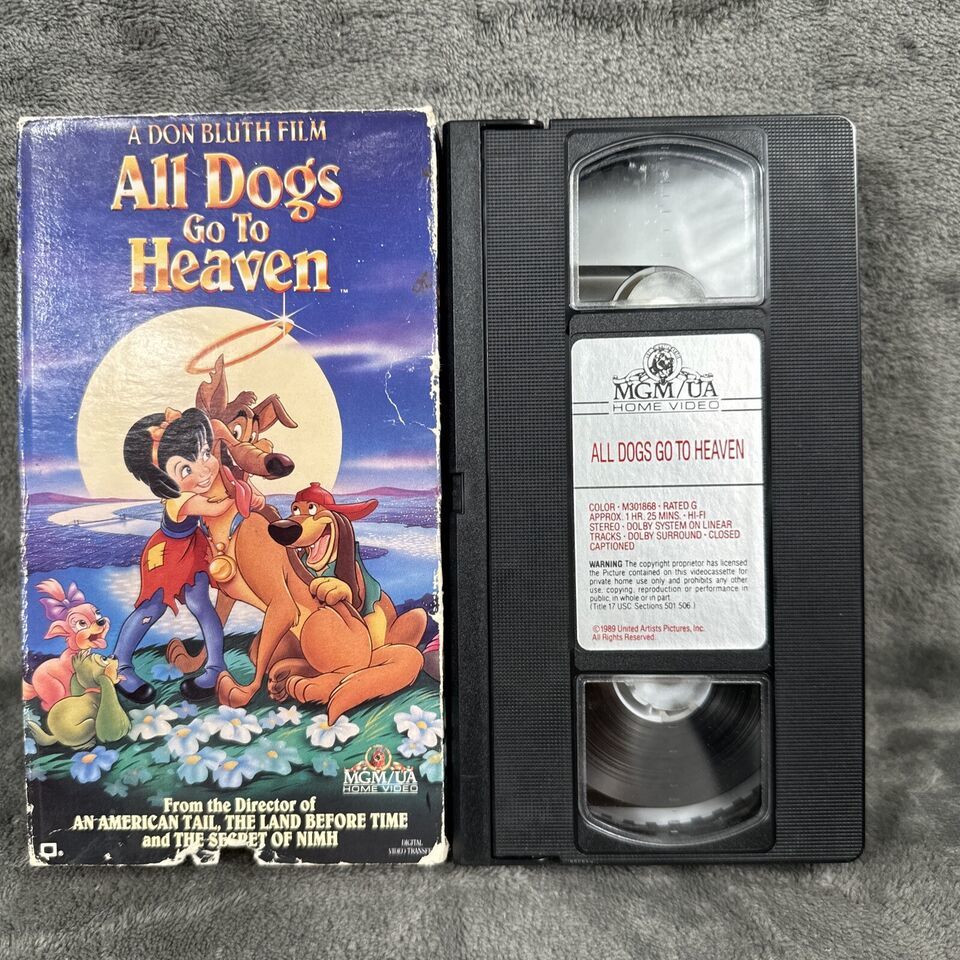 A DON BLUTH FILM
All Dogs
Go To
Heaven
™
MGM/UA
HOME VIDEO
From the Director of
AN AMERICAN TAIL, THE LAND BEFORE TIME
and THE SECRET OF NIMH
DIGITAL
VIDEO TRANSFER
MGM/UA
HOME VIDEO
ALL DOGS GO TO HEAVEN
COLOR · M301868 · RATED G
APPROX. 1 HR. 25 MINS. · HI-FI
STEREO · DOLBY SYSTEM ON LINEAR
TRACKS · DOLBY SURROUND · CLOSED
CAPTIONED
WARNING The copyright proprietor has licensed
the Picture contained on this videocassette for
private home use only and prohibits any other
use, copying, reproduction or performance in
public, in whole or in part
(Title 17 USC Sections 501 506.)
©1989 United Artists Pictures, Inc.
All Rights Reserved.